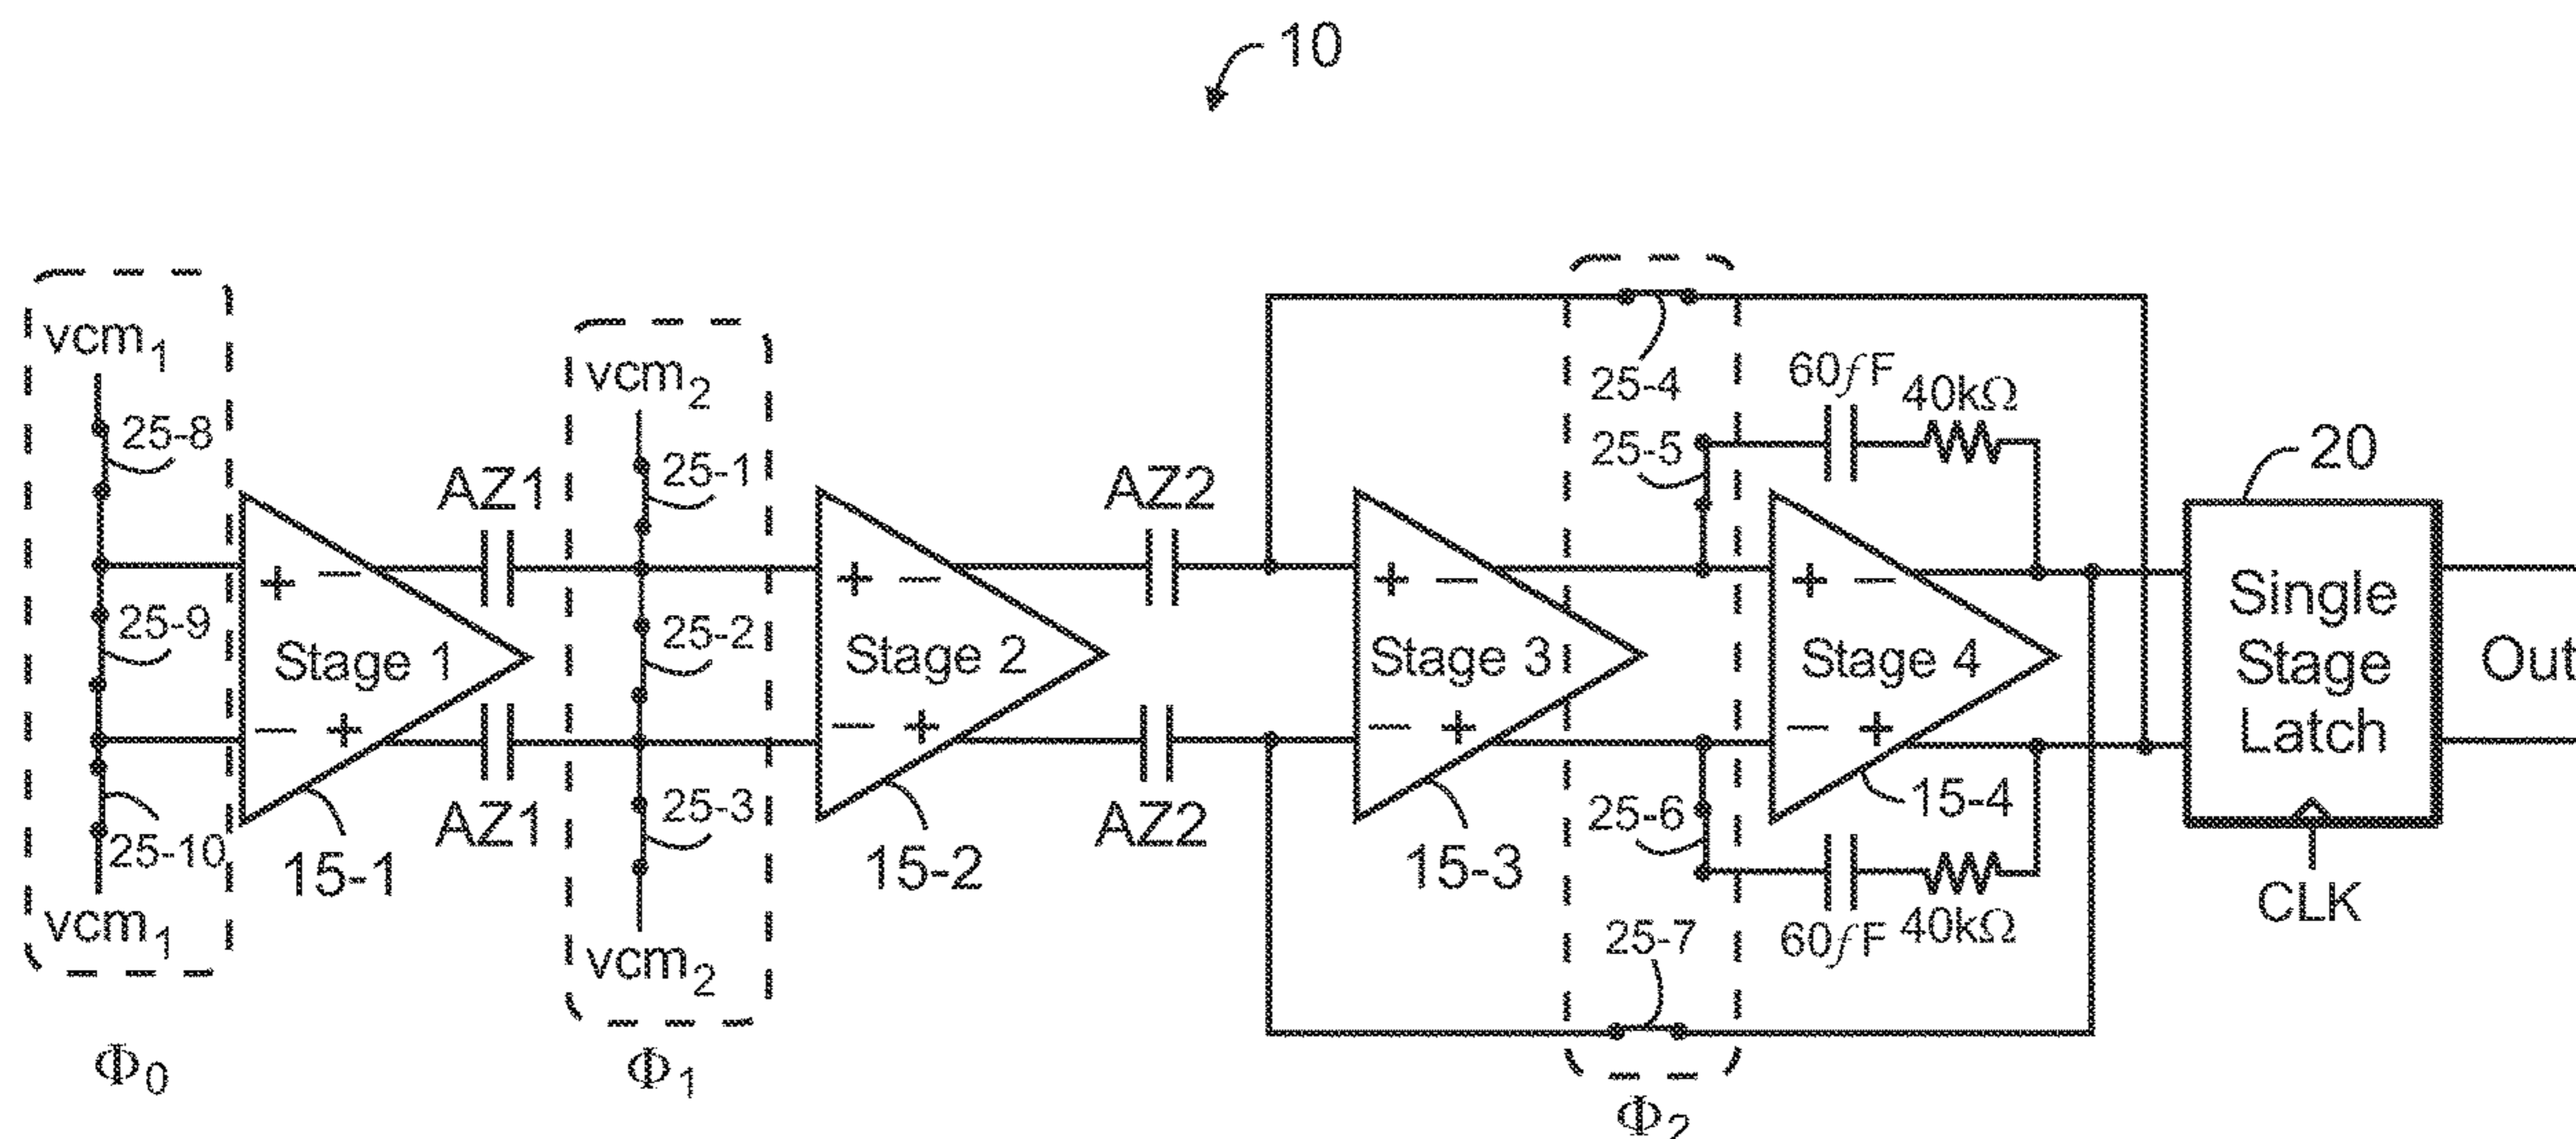 10
vcm1
25-8
25-9
25-10
vcm1
Φ0
+ −
Stage 1
− +
15-1
AZ1
AZ1
vcm2
25-1
25-2
25-3
vcm2
Φ1
+ −
Stage 2
− +
15-2
AZ2
AZ2
+ −
Stage 3
− +
15-3
25-4
25-5
25-6
25-7
Φ2
60fF
40kΩ
+ −
Stage 4
− +
15-4
60fF
40kΩ
20
Single
Stage
Latch
CLK
Out